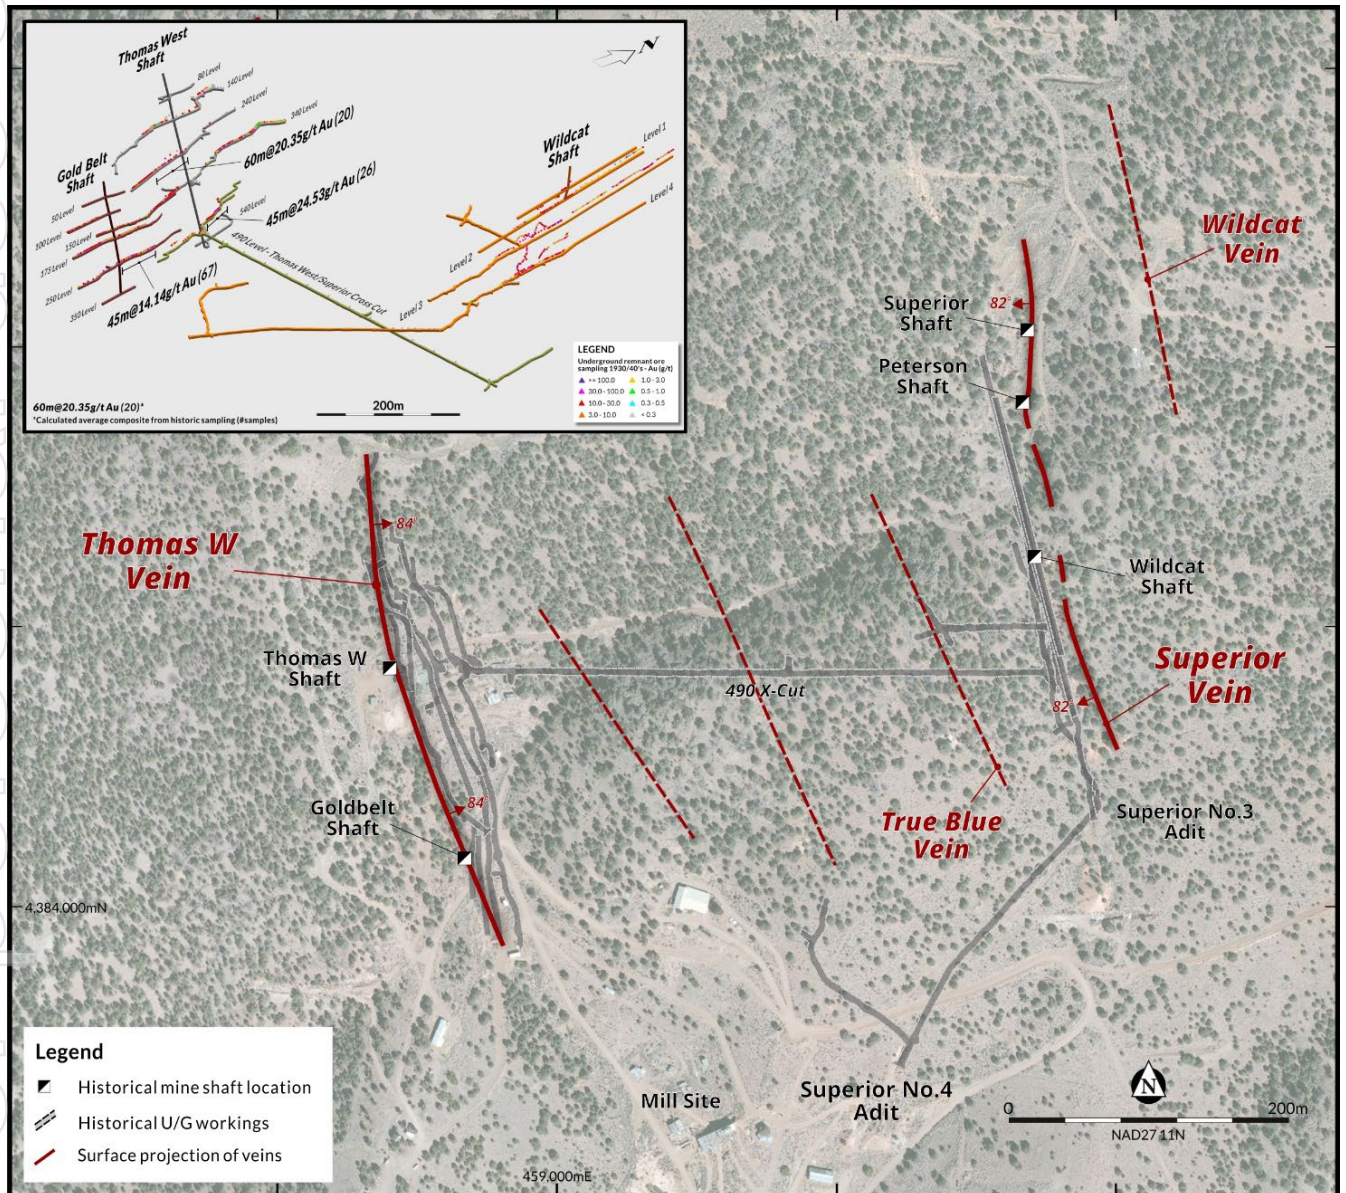 Thomas West
Shaft
80 Level
140 Level
240 Level
340 Level
60m@20.35g/t Au (20)
Gold Belt
Shaft
50 Level
100 Level
150 Level
175 Level
250 Level
350 Level
45m@24.53g/t Au (26)
540 Level
45m@14.14g/t Au (67)
490 Level - Thomas West/Superior Cross Cut
Wildcat
Shaft
Level 1
Level 2
Level 3
Level 4
N
LEGEND
Underground remnant ore
sampling 1930/40's - Au (g/t)
>= 100.0
1.0 - 3.0
30.0 - 100.0
0.5 - 1.0
10.0 - 30.0
0.3 - 0.5
3.0 - 10.0
< 0.3
60m@20.35g/t Au (20)*
*Calculated average composite from historic sampling (#samples)
200m
Wildcat
Vein
Superior
Shaft
82°
Peterson
Shaft
Thomas W
Vein
84°
Wildcat
Shaft
Thomas W
Shaft
490 X-Cut
Superior
Vein
82°
Goldbelt
Shaft
84°
True Blue
Vein
Superior No.3
Adit
4,384,000mN
Legend
Historical mine shaft location
Historical U/G workings
Surface projection of veins
Mill Site
Superior No.4
Adit
N
0
200m
NAD27 11N
459,000mE